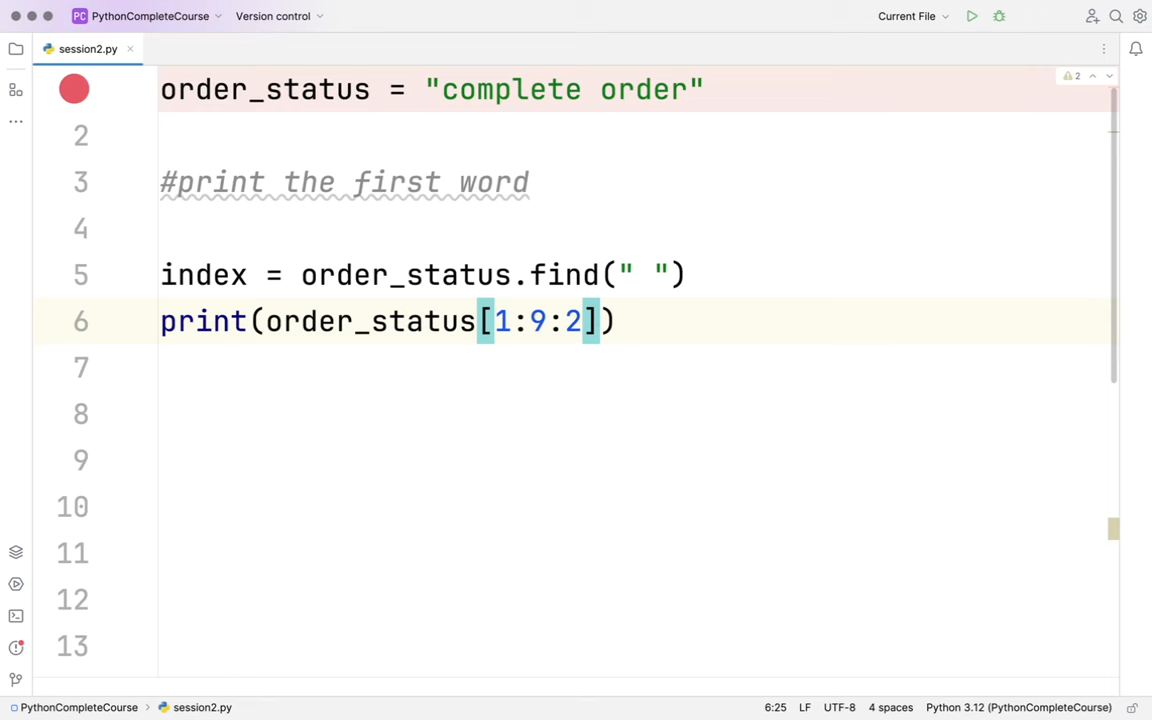 PC PythonCompleteCourse Version control Current File
session2.py
order_status = "complete order" 2
2
3 #print the first word
4
5 index = order_status.find(" ")
6 print(order_status[1:9:2])
7
8
9
10
11
12
13
PythonCompleteCourse session2.py 6:25 LF UTF-8 4 spaces Python 3.12 (PythonCompleteCourse)